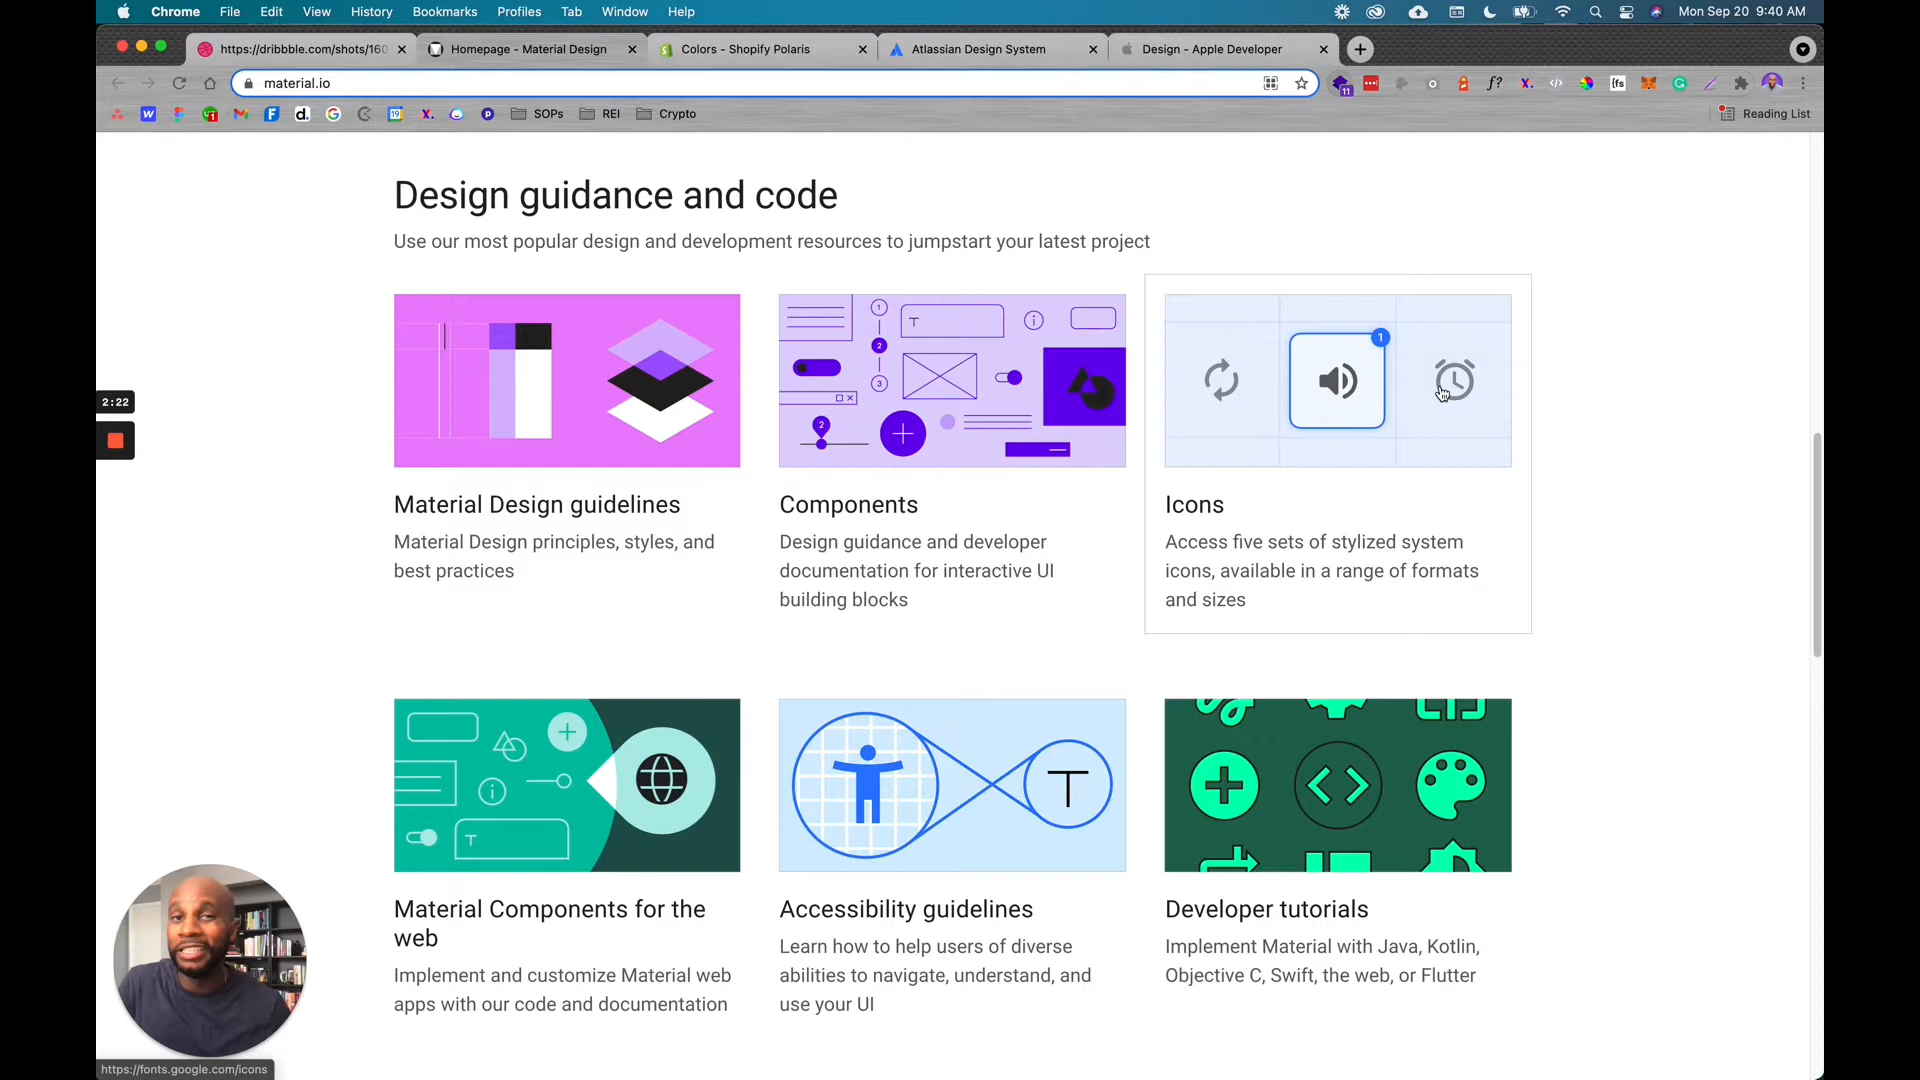 Chrome File Edit View History Bookmarks Profiles Tab Window Help Mon Sep 20 9:40 AM
https://dribbble.com/shots/160 Homepage - Material Design Colors - Shopify Polaris Atlassian Design System Design - Apple Developer
material.io
11
SOPs REI Crypto Reading List
Design guidance and code
Use our most popular design and development resources to jumpstart your latest project
2:22
Material Design guidelines
Material Design principles, styles, and
best practices
Components
Design guidance and developer
documentation for interactive UI
building blocks
Icons
Access five sets of stylized system
icons, available in a range of formats
and sizes
Material Components for the
web
Implement and customize Material web
apps with our code and documentation
Accessibility guidelines
Learn how to help users of diverse
abilities to navigate, understand, and
use your UI
Developer tutorials
Implement Material with Java, Kotlin,
Objective C, Swift, the web, or Flutter
https://fonts.google.com/icons